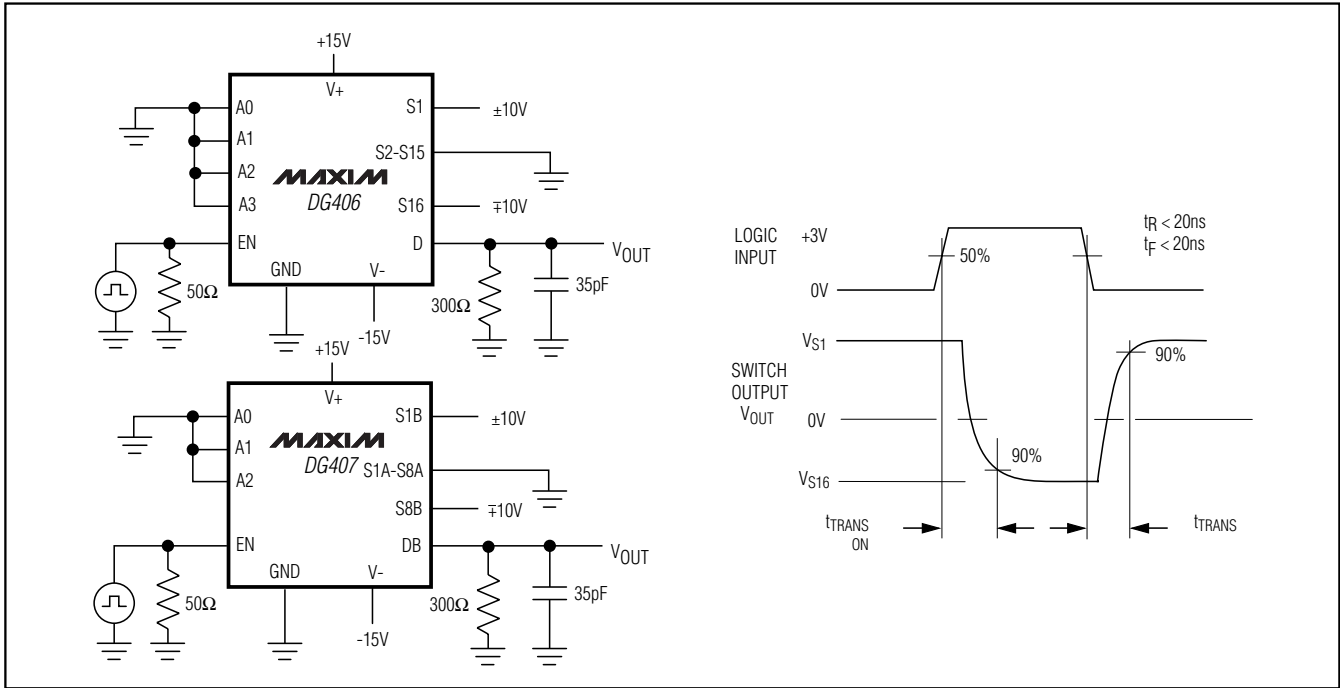 +15V
V+
A0
A1
A2
A3
EN
MAXIM
DG406
S1
±10V
S2-S15
S16
∓10V
D
VOUT
GND
V-
50Ω
-15V
300Ω
35pF
+15V
V+
A0
A1
A2
EN
MAXIM
DG407
S1B
±10V
S1A-S8A
S8B
∓10V
DB
VOUT
GND
V-
50Ω
-15V
300Ω
35pF
LOGIC
INPUT
+3V
0V
50%
tR < 20ns
tF < 20ns
VS1
SWITCH
OUTPUT
VOUT
0V
VS16
90%
90%
tTRANS
ON
tTRANS